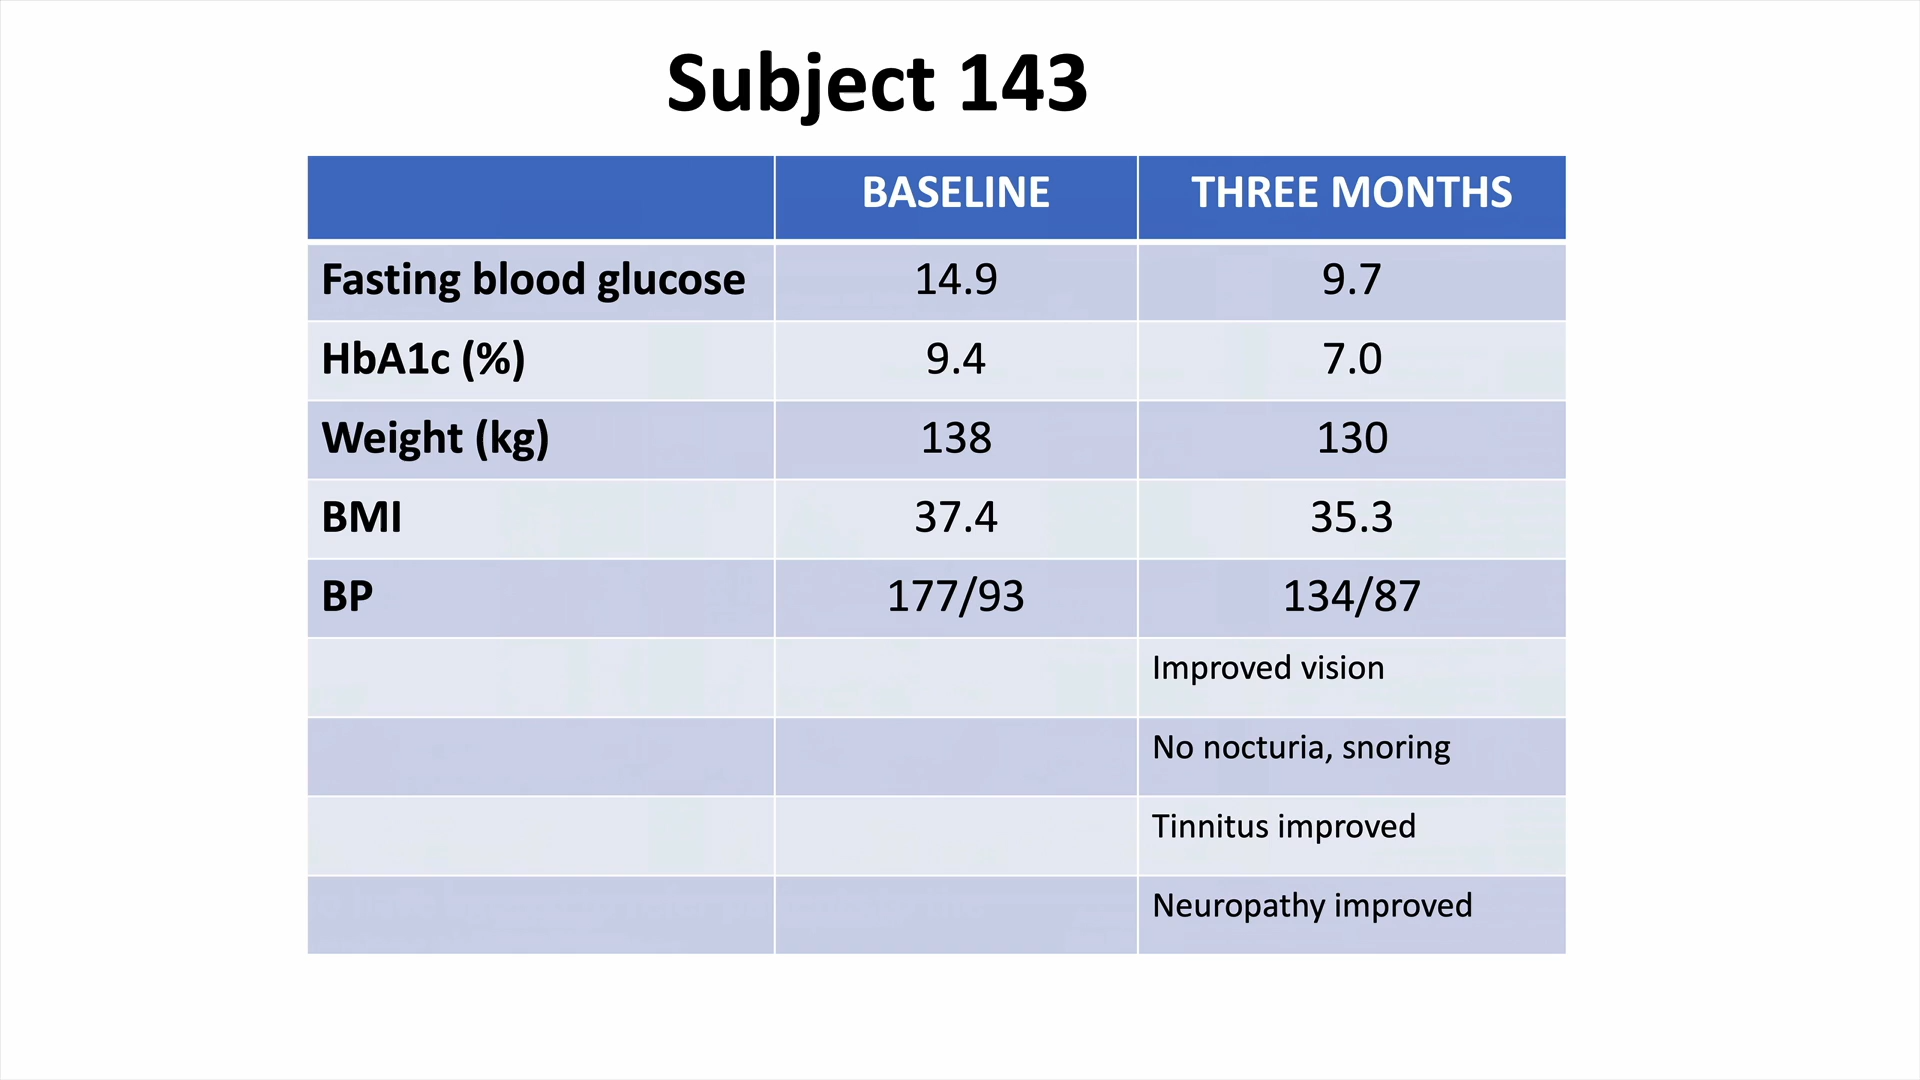 Subject 143
BASELINE THREE MONTHS
Fasting blood glucose 14.9 9.7
HbA1c (%) 9.4 7.0
Weight (kg) 138 130
BMI 37.4 35.3
BP 177/93 134/87
Improved vision
No nocturia, snoring
Tinnitus improved
Neuropathy improved